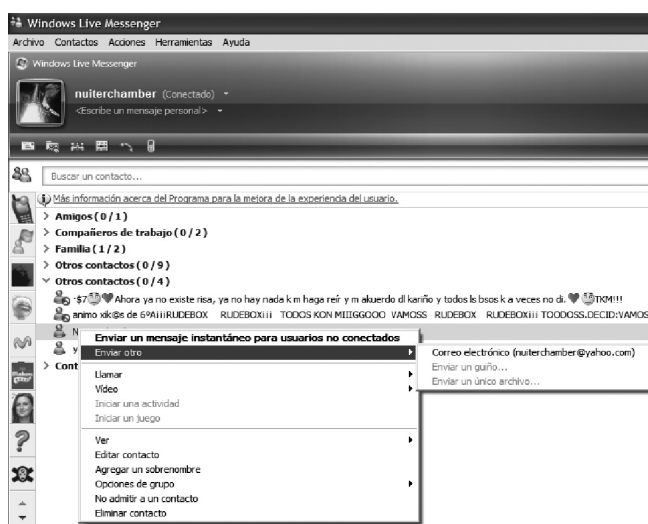 Windows Live Messenger
Archivo Contactos Acciones Herramientas Ayuda
Windows Live Messenger
nuiterchamber (Conectado)
<Escribe un mensaje personal>
Buscar un contacto...
Más información acerca del Programa para la mejora de la experiencia del usuario.
Amigos ( 0 / 1 )
Compañeros de trabajo ( 0 / 2 )
Familia ( 1 / 2 )
Otros contactos ( 0 / 9 )
Otros contactos ( 0 / 4 )
·$7 Ahora ya no existe risa, ya no hay nada k m haga reír y m akuerdo dl kariño y todos ls bsos k a veces no di. TKM!!!
animo xik@s de 6ºAiiiRUDEBOX RUDEBOXiii TODOS KON MIIIGGOOO VAMOSS RUDEBOX RUDEBOXiii TOODOSS.DECID:VAMOS
N
Enviar un mensaje instantáneo para usuarios no conectados
y
Enviar otro
Correo electrónico (nuiterchamber@yahoo.com)
Cont
Llamar
Enviar un guiño...
Vídeo
Enviar un único archivo...
Iniciar una actividad
Iniciar un juego
Ver
Editar contacto
Agregar un sobrenombre
Opciones de grupo
No admitir a un contacto
Eliminar contacto